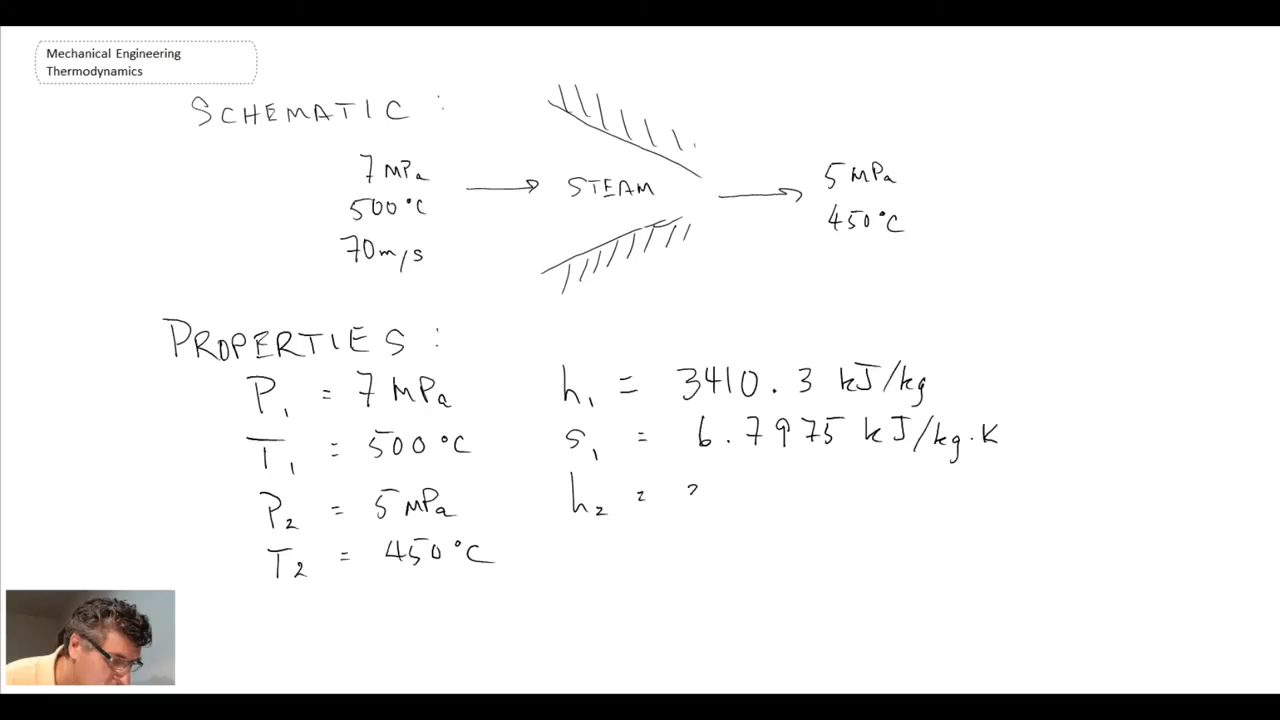 Mechanical Engineering
Thermodynamics
SCHEMATIC :
7 MPa
500°C
70m/s
STEAM
5 MPa
450°C
PROPERTIES :
P₁ = 7 MPa
T₁ = 500°C
P₂ = 5 MPa
T₂ = 450°C
h₁ = 3410.3 kJ/kg
s₁ = 6.7975 kJ/kg·K
h₂ =